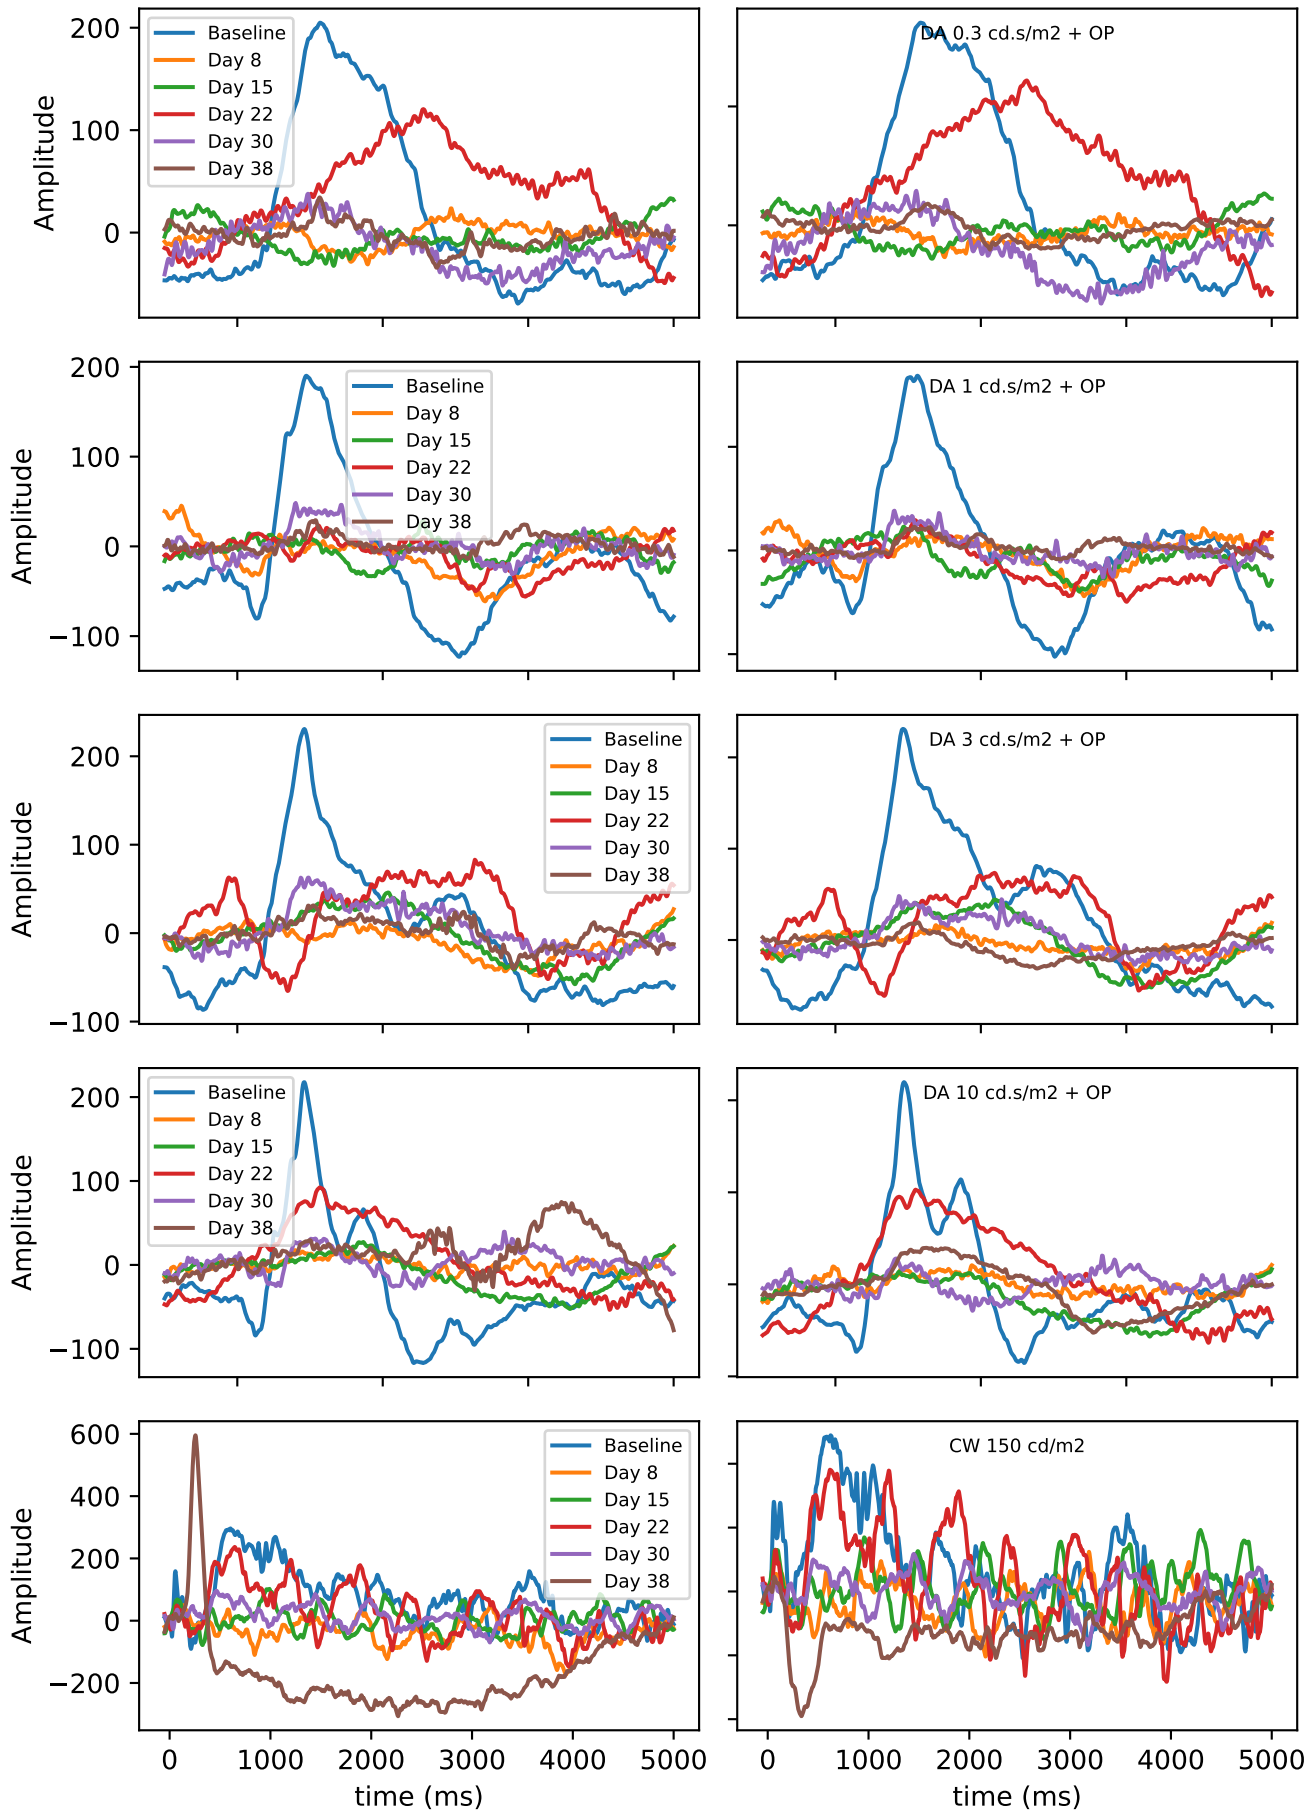 200
100
0
Amplitude
Baseline
Day 8
Day 15
Day 22
Day 30
Day 38
DA 0.3 cd.s/m2 + OP
200
100
0
−100
Amplitude
Baseline
Day 8
Day 15
Day 22
Day 30
Day 38
DA 1 cd.s/m2 + OP
200
100
0
−100
Amplitude
Baseline
Day 8
Day 15
Day 22
Day 30
Day 38
DA 3 cd.s/m2 + OP
200
100
0
−100
Amplitude
Baseline
Day 8
Day 15
Day 22
Day 30
Day 38
DA 10 cd.s/m2 + OP
600
400
200
0
−200
Amplitude
Baseline
Day 8
Day 15
Day 22
Day 30
Day 38
CW 150 cd/m2
0 1000 2000 3000 4000 5000
time (ms)
0 1000 2000 3000 4000 5000
time (ms)